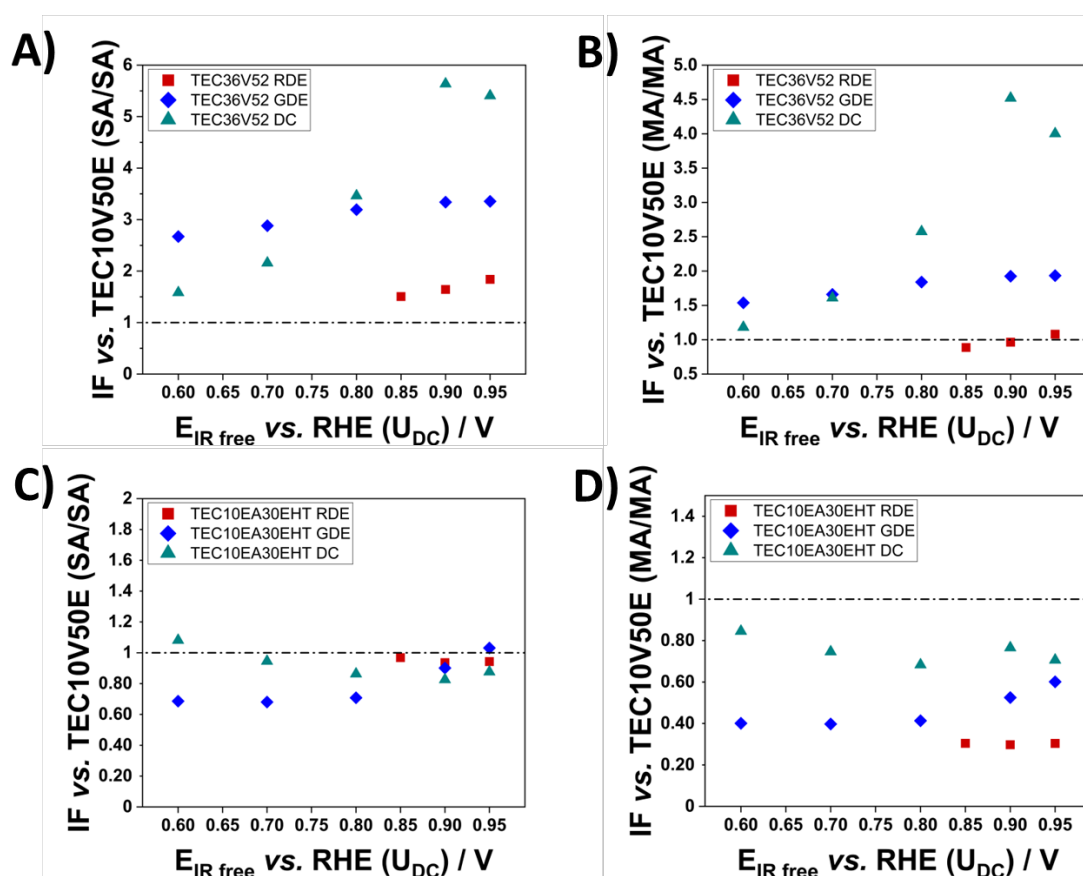 A)
IF vs. TEC10V50E (SA/SA)
6
5
4
3
2
1
0
TEC36V52 RDE
TEC36V52 GDE
TEC36V52 DC
0.60 0.65 0.70 0.75 0.80 0.85 0.90 0.95
E_IR free vs. RHE (U_DC) / V
B)
IF vs. TEC10V50E (MA/MA)
5.0
4.5
4.0
3.5
3.0
2.5
2.0
1.5
1.0
0.5
TEC36V52 RDE
TEC36V52 GDE
TEC36V52 DC
0.60 0.65 0.70 0.75 0.80 0.85 0.90 0.95
E_IR free vs. RHE (U_DC) / V
C)
IF vs. TEC10V50E (SA/SA)
2
1.8
1.6
1.4
1.2
1
0.80
0.60
0.40
0.20
0
TEC10EA30EHT RDE
TEC10EA30EHT GDE
TEC10EA30EHT DC
0.60 0.65 0.70 0.75 0.80 0.85 0.90 0.95
E_IR free vs. RHE (U_DC) / V
D)
IF vs. TEC10V50E (MA/MA)
1.4
1.2
1
0.80
0.60
0.40
0.20
0
TEC10EA30EHT RDE
TEC10EA30EHT GDE
TEC10EA30EHT DC
0.60 0.65 0.70 0.75 0.80 0.85 0.90 0.95
E_IR free vs. RHE (U_DC) / V